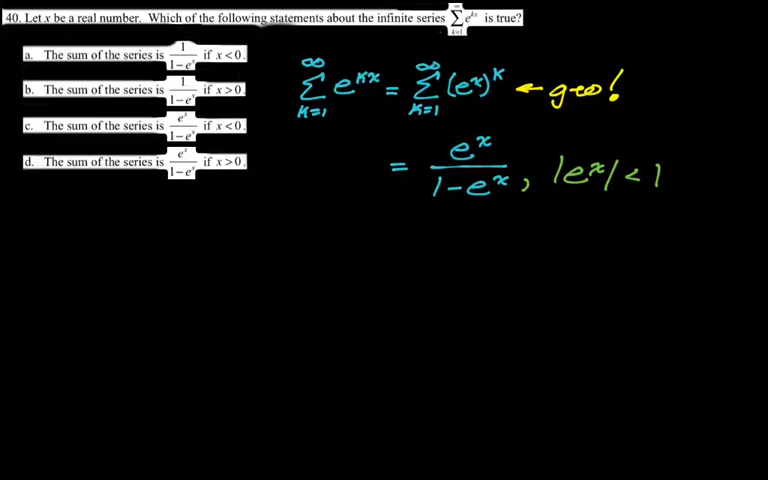 40. Let x be a real number. Which of the following statements about the infinite series ∑_{k=1}^{∞} e^{kx} is true?
a. The sum of the series is 1/(1−e^x) if x<0.
b. The sum of the series is 1/(1−e^x) if x>0.
c. The sum of the series is e^x/(1−e^x) if x<0.
d. The sum of the series is e^x/(1−e^x) if x>0.
∑_{k=1}^{∞} e^{kx} = ∑_{k=1}^{∞} (e^x)^k ← geo!
= e^x/(1−e^x), |e^x| < 1